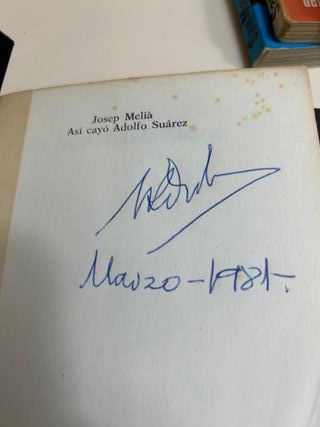 Josep Melià
Así cayó Adolfo Suárez
Marzo-1981-.